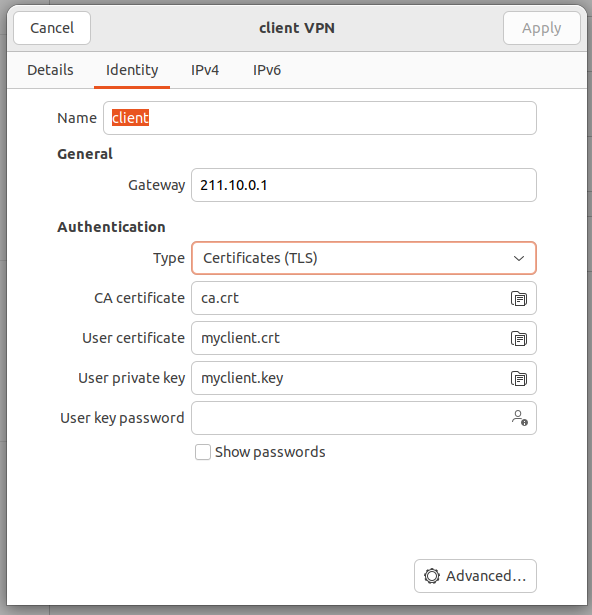 Cancel client VPN Apply
Details Identity IPv4 IPv6
Name client
General
Gateway 211.10.0.1
Authentication
Type Certificates (TLS)
CA certificate ca.crt
User certificate myclient.crt
User private key myclient.key
User key password
Show passwords
Advanced...